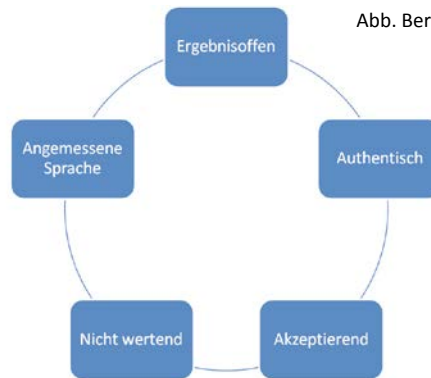 Abb. Ber
Ergebnisoffen
Authentisch
Akzeptierend
Nicht wertend
Angemessene
Sprache